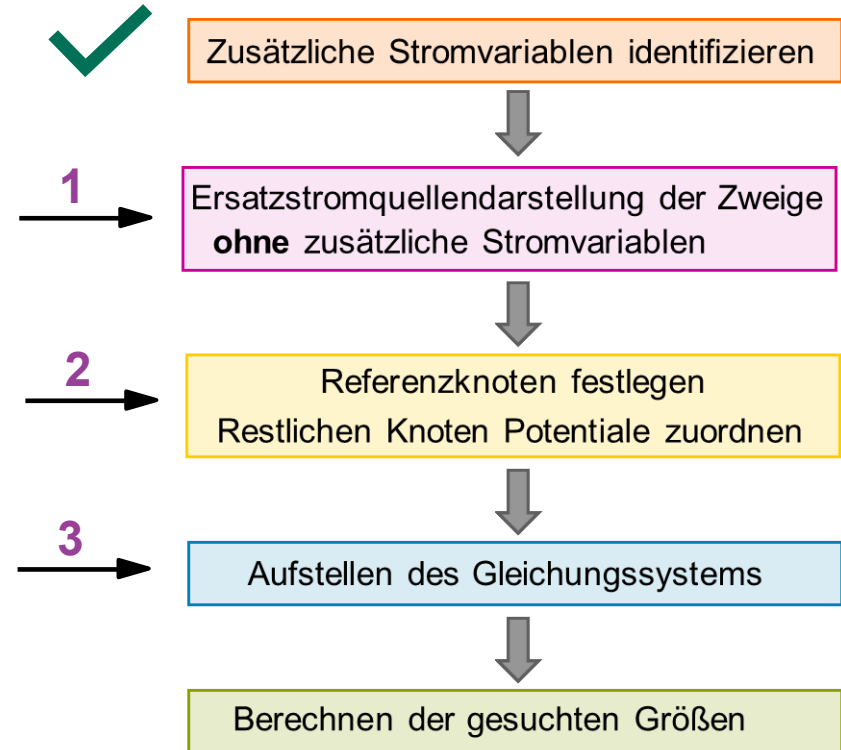 Zusätzliche Stromvariablen identifizieren
1
Ersatzstromquellendarstellung der Zweige
ohne zusätzliche Stromvariablen
2
Referenzknoten festlegen
Restlichen Knoten Potentiale zuordnen
3
Aufstellen des Gleichungssystems
Berechnen der gesuchten Größen